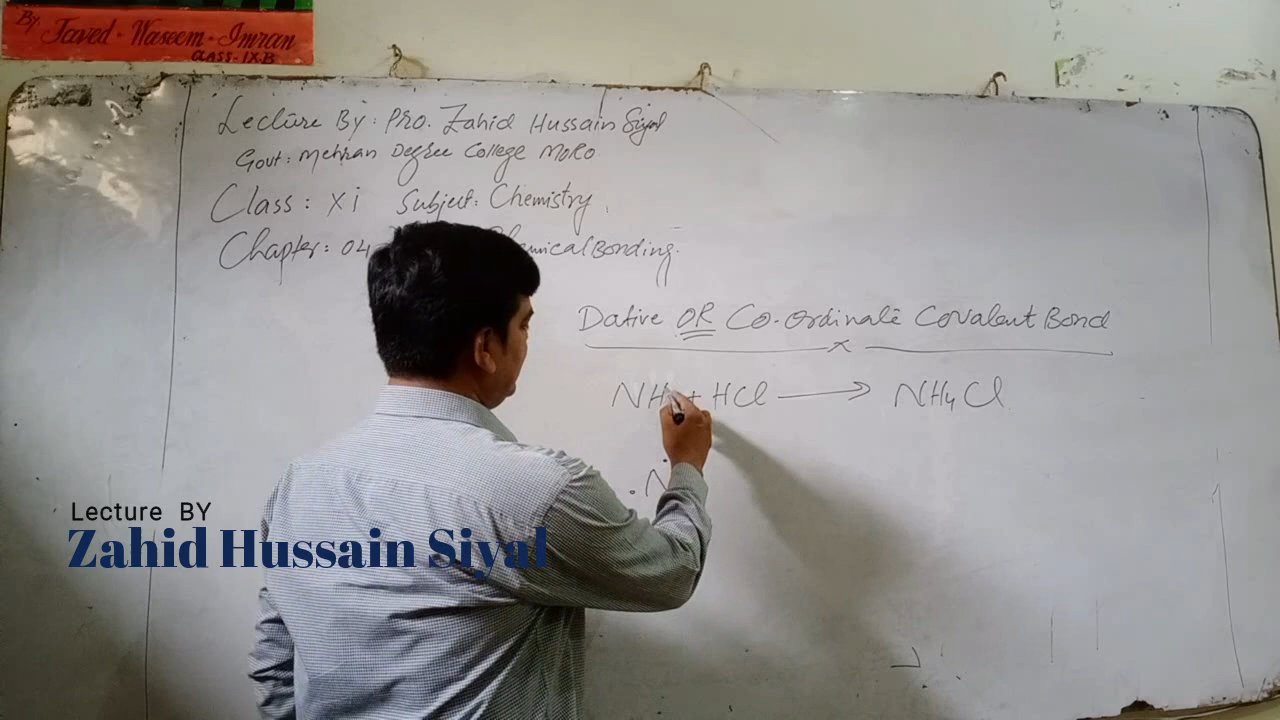 By: Javed - Waseem - Imran
CLASS - IX.B
Lecture By: Pro. Zahid Hussain Siyal
Govt: Mehran Degree College Moro
Class: XI Subject: Chemistry
Chapter: 04 Chemical Bonding.
Dative OR Co-ordinate Covalent Bond
NH + HCl → NH4Cl
N
Lecture BY
Zahid Hussain Siyal